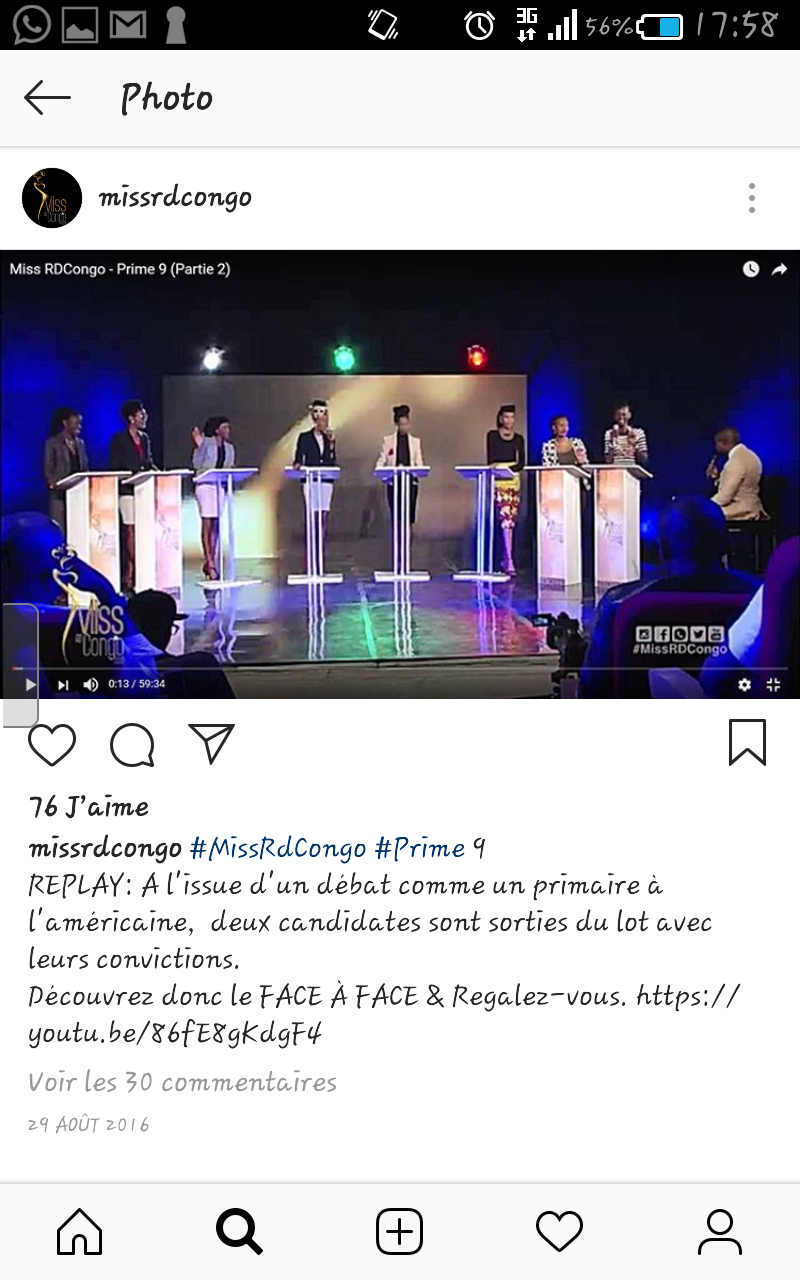 56% 17:58
Photo
Miss Congo
missrdcongo
Miss RDCongo - Prime 9 (Partie 2)
Miss
Congo
#MissRDCongo
0:13 / 59:34
76 J'aime
missrdcongo #MissRdCongo #Prime 9
REPLAY: A l'issue d'un débat comme un primaire à
l'américaine, deux candidates sont sorties du lot avec
leurs convictions.
Découvrez donc le FACE À FACE & Regalez-vous. https://
youtu.be/86fE8gKdgF4
Voir les 30 commentaires
29 AOÛT 2016